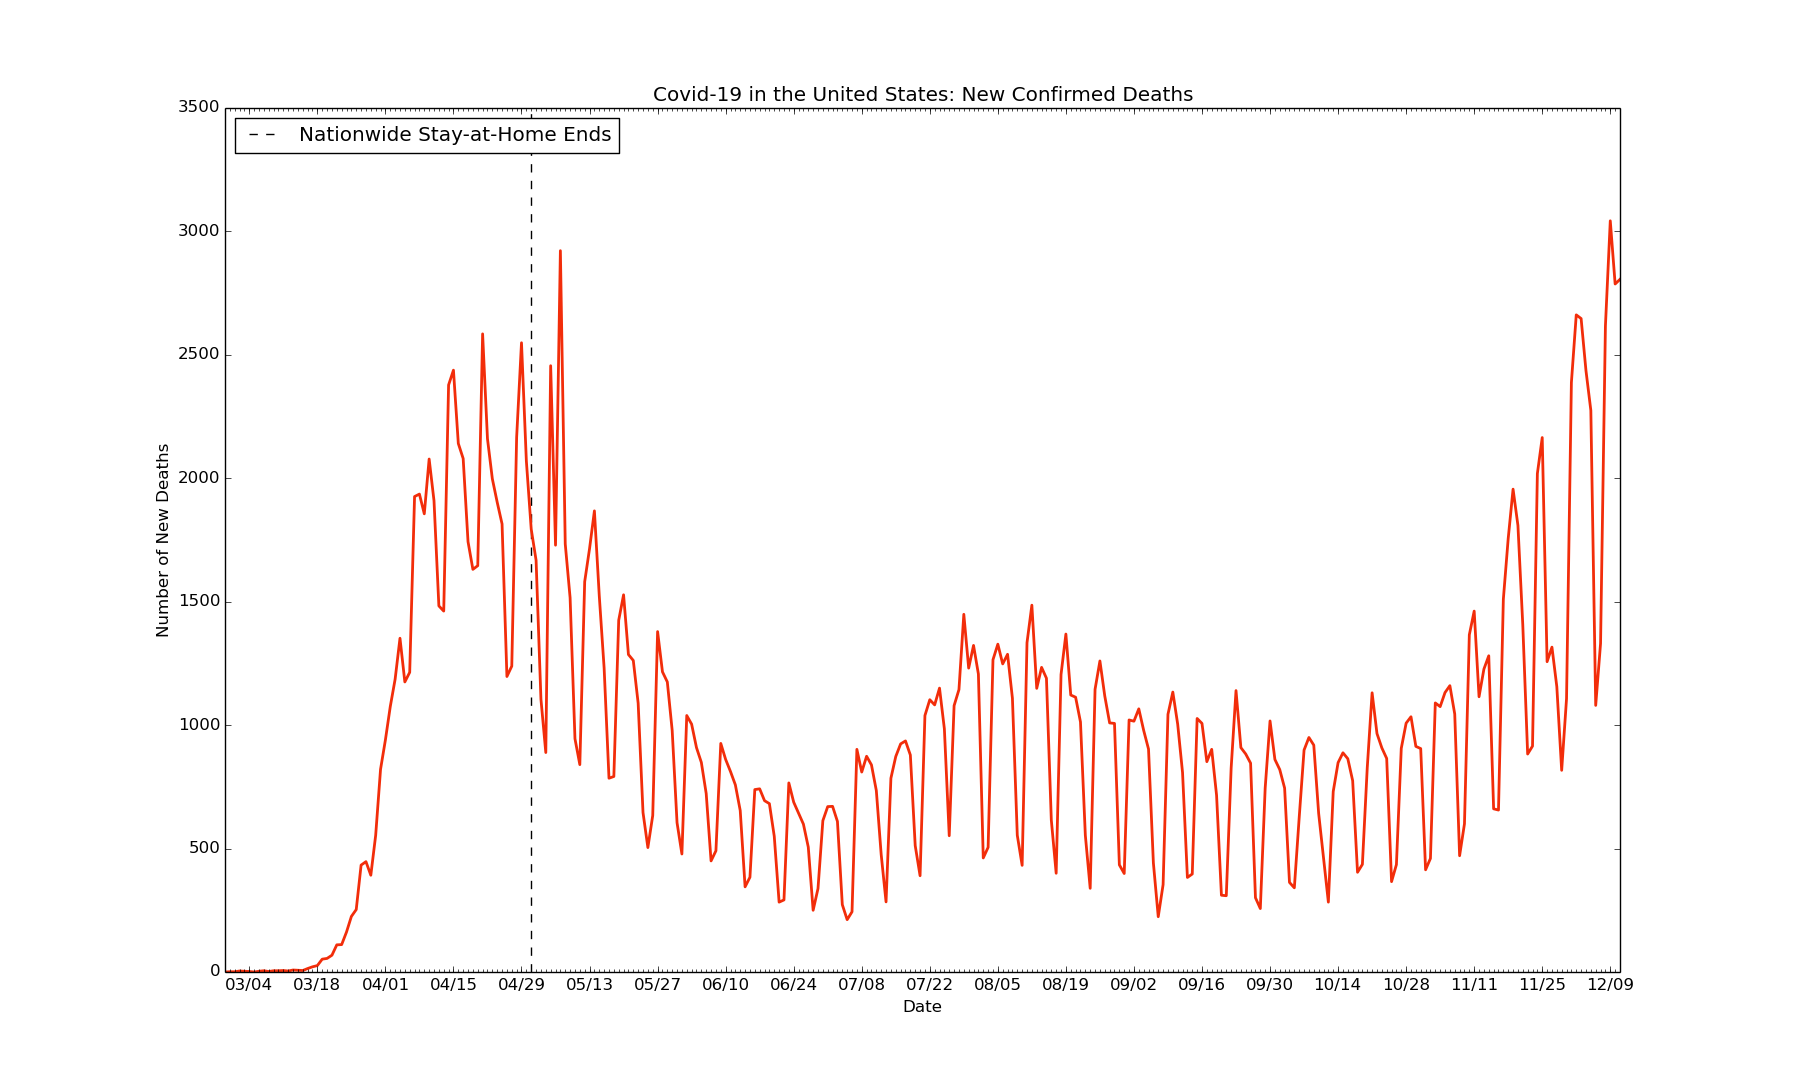 Covid-19 in the United States: New Confirmed Deaths
Nationwide Stay-at-Home Ends
Number of New Deaths
3500
3000
2500
2000
1500
1000
500
0
03/04 03/18 04/01 04/15 04/29 05/13 05/27 06/10 06/24 07/08 07/22 08/05 08/19 09/02 09/16 09/30 10/14 10/28 11/11 11/25 12/09
Date